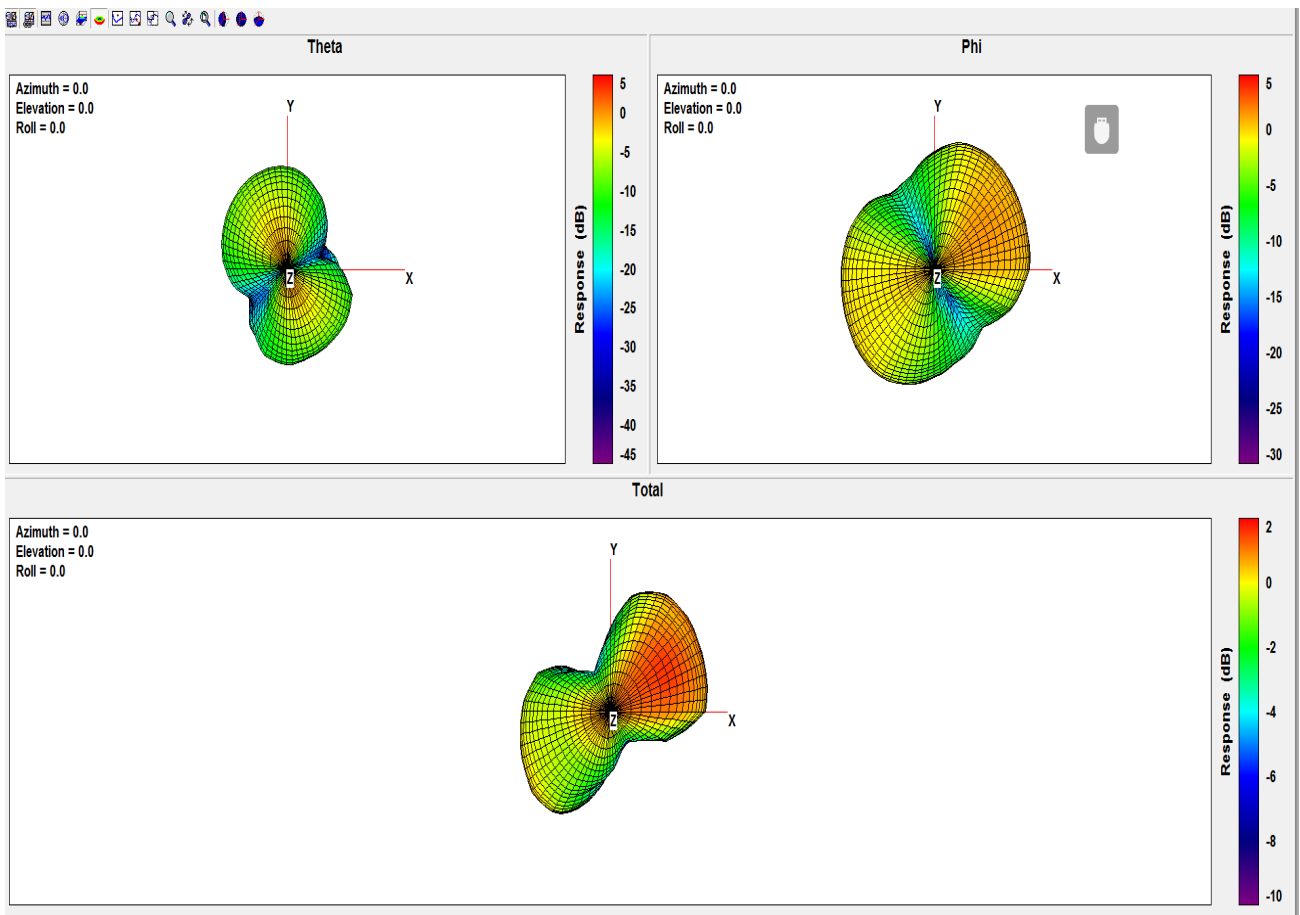 Theta
Azimuth = 0.0
Elevation = 0.0
Roll = 0.0
Y
X
Z
5
0
-5
-10
-15
-20
-25
-30
-35
-40
-45
Response (dB)
Phi
Azimuth = 0.0
Elevation = 0.0
Roll = 0.0
Y
X
Z
5
0
-5
-10
-15
-20
-25
-30
Response (dB)
Total
Azimuth = 0.0
Elevation = 0.0
Roll = 0.0
Y
X
Z
2
0
-2
-4
-6
-8
-10
Response (dB)